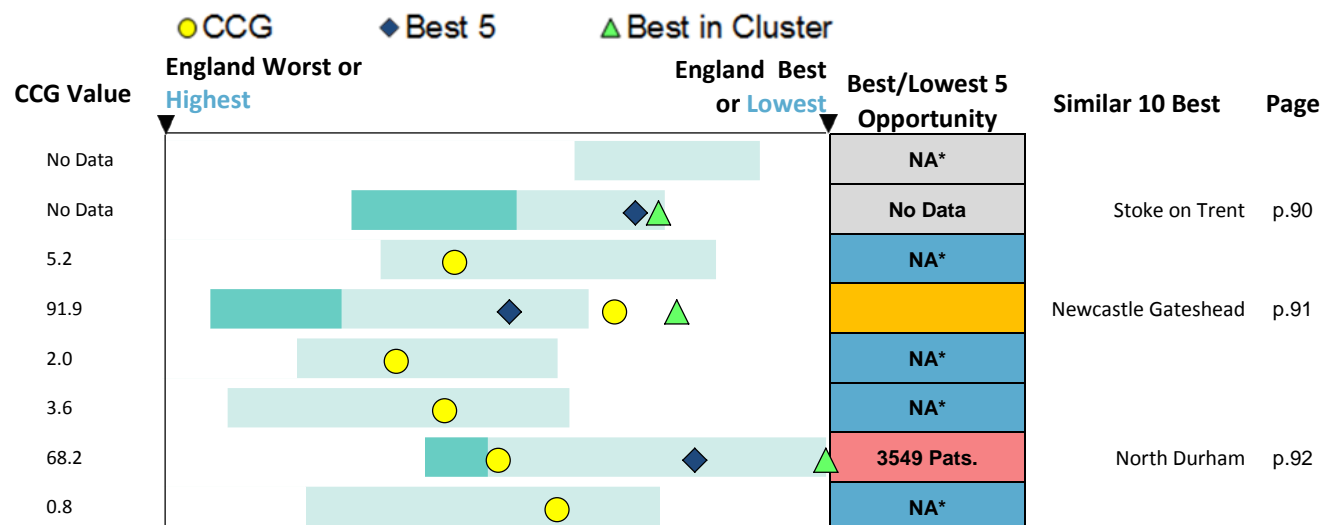 CCG Best 5 Best in Cluster
England Worst or
Highest
England Best
or Lowest
CCG Value
Best/Lowest 5
Opportunity
Similar 10 Best Page
No Data NA*
No Data No Data Stoke on Trent p.90
5.2 NA*
91.9 Newcastle Gateshead p.91
2.0 NA*
3.6 NA*
68.2 3549 Pats. North Durham p.92
0.8 NA*